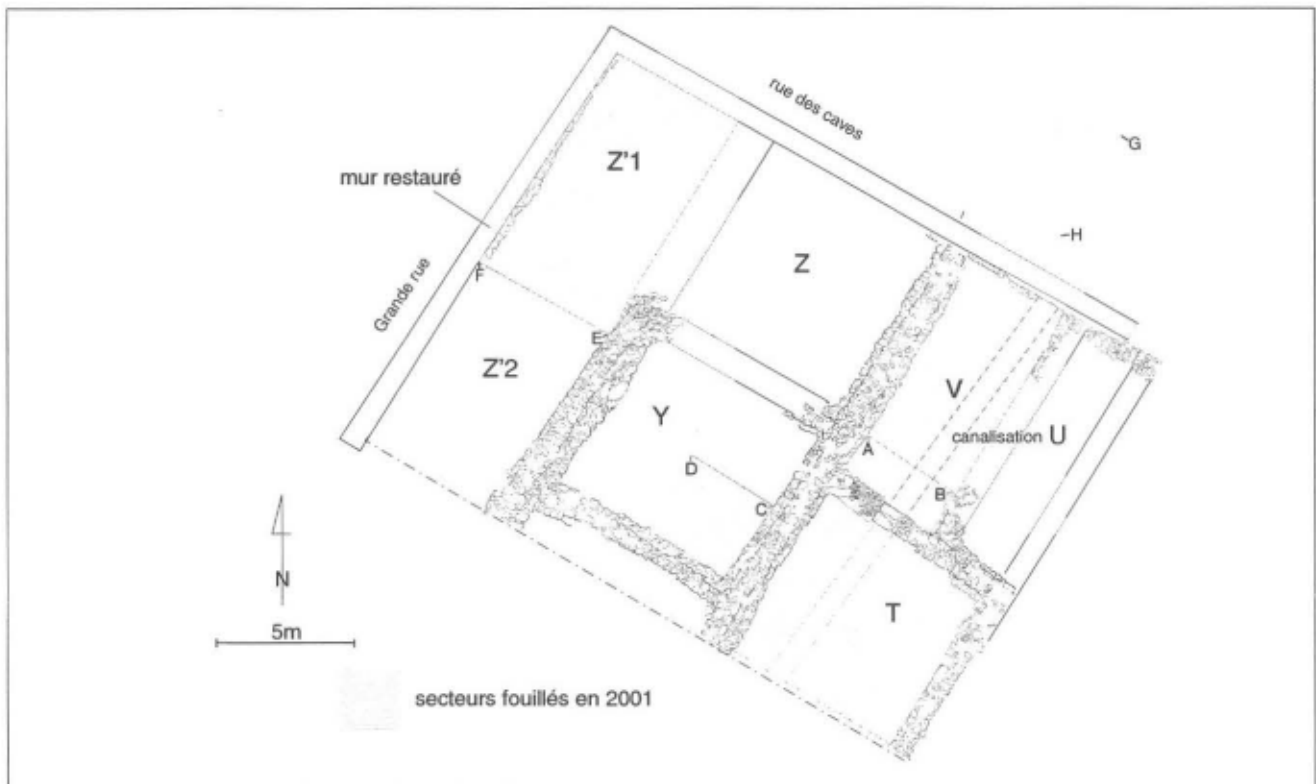 rue des caves
G
Z'1
mur restauré
H
Z
F
Grande rue
E
Z'2
V
Y
canalisation U
A
D
B
C
N
T
5m
secteurs fouillés en 2001